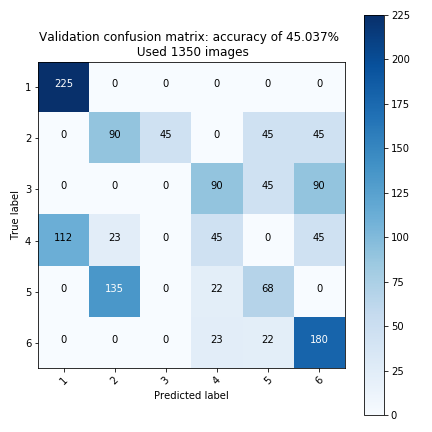 Validation confusion matrix: accuracy of 45.037%
Used 1350 images
True label
1 225 0 0 0 0 0
2 0 90 45 0 45 45
3 0 0 0 90 45 90
4 112 23 0 45 0 45
5 0 135 0 22 68 0
6 0 0 0 23 22 180
1 2 3 4 5 6
Predicted label
225
200
175
150
125
100
75
50
25
0